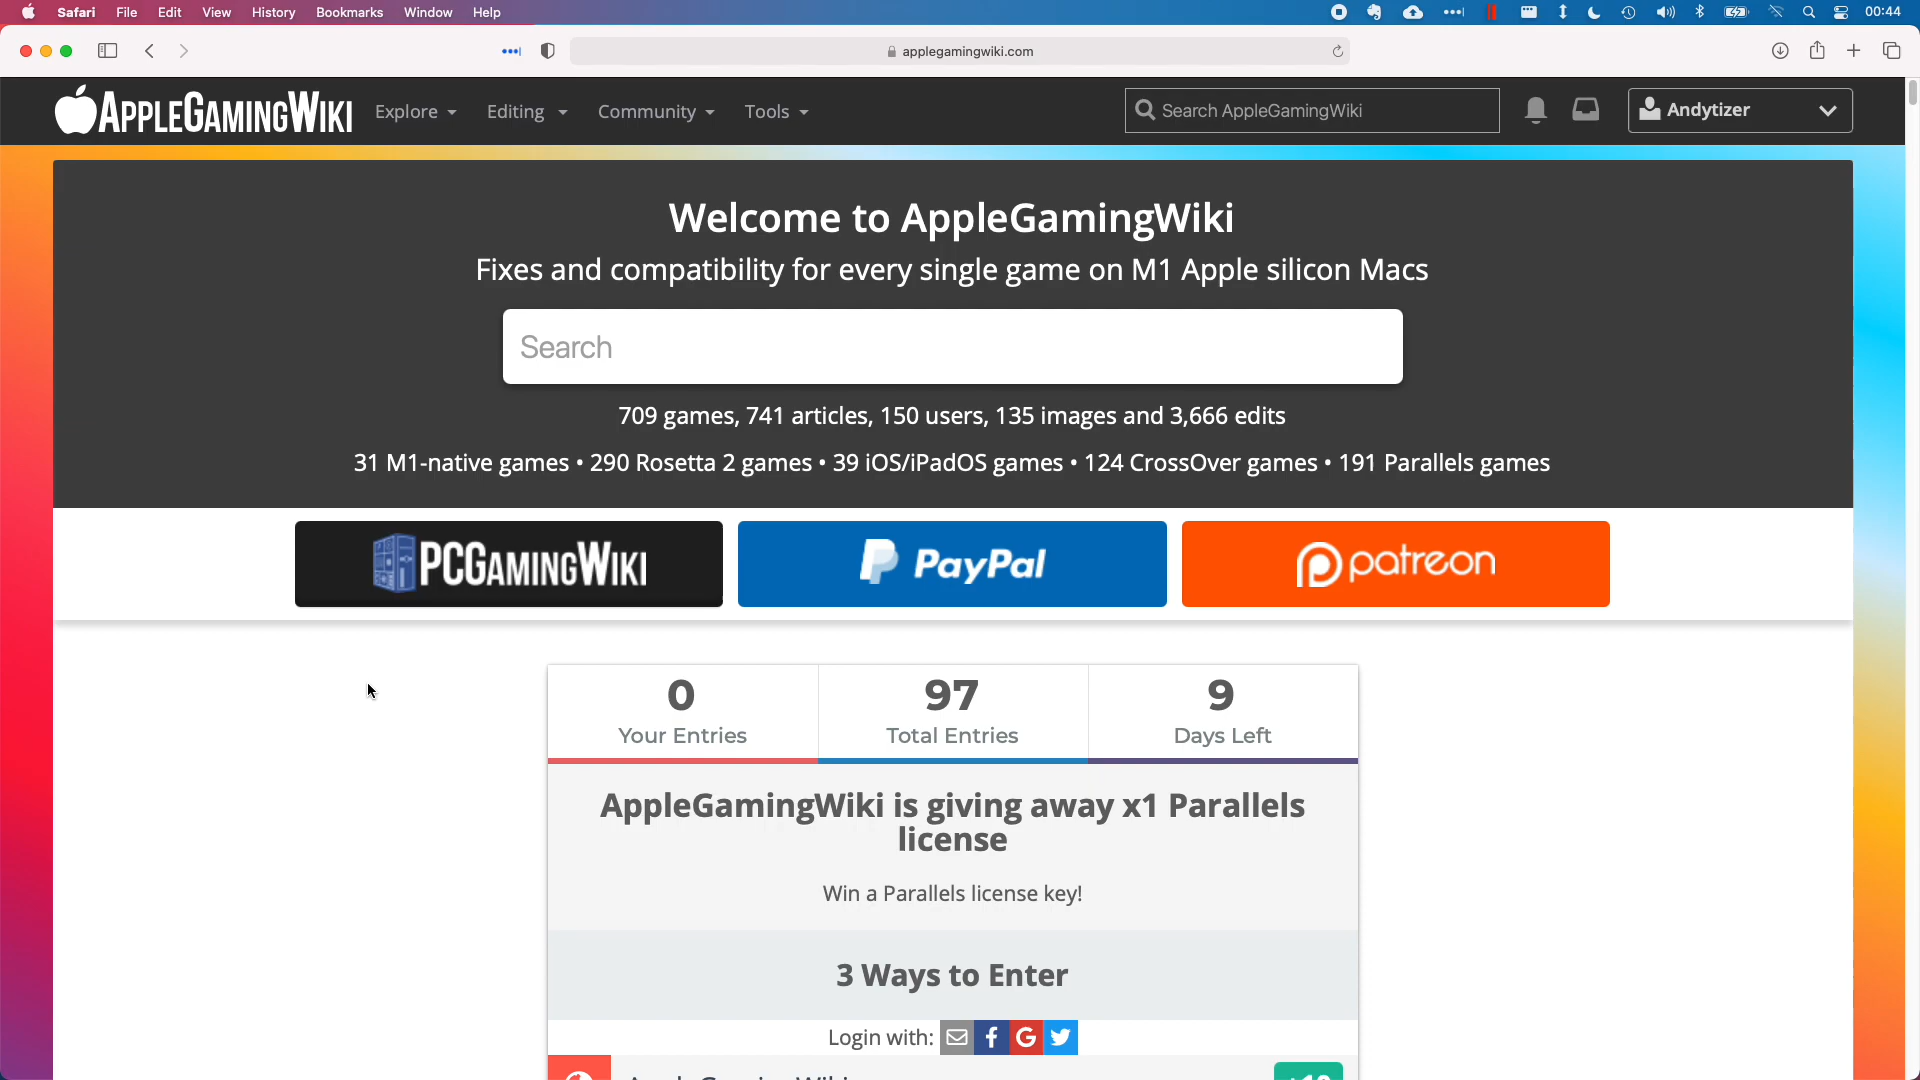 Safari File Edit View History Bookmarks Window Help 00:44
applegamingwiki.com
AppleGamingWiki Explore Editing Community Tools Search AppleGamingWiki Andytizer
Welcome to AppleGamingWiki
Fixes and compatibility for every single game on M1 Apple silicon Macs
Search
709 games, 741 articles, 150 users, 135 images and 3,666 edits
31 M1-native games • 290 Rosetta 2 games • 39 iOS/iPadOS games • 124 CrossOver games • 191 Parallels games
PCGamingWiki PayPal patreon
0 97 9
Your Entries Total Entries Days Left
AppleGamingWiki is giving away x1 Parallels
license
Win a Parallels license key!
3 Ways to Enter
Login with: